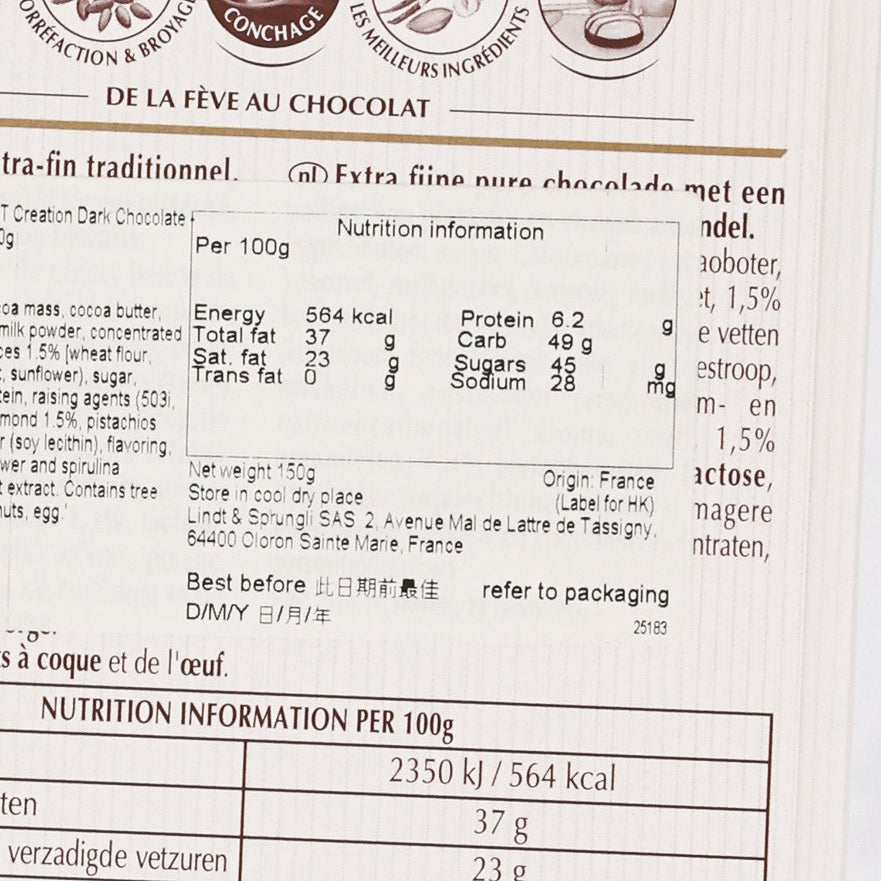 TORRÉFACTION & BROYAGE
CONCHAGE
LES MEILLEURS INGRÉDIENTS
DE LA FÈVE AU CHOCOLAT
tra-fin traditionnel.
(nl) Extra fijne pure chocolade met een
ndel.
aoboter,
t, 1,5%
e vetten
estroop,
m- en
1,5%
actose,
magere
ntraten,
T Creation Dark Chocolate
0g
oa mass, cocoa butter,
milk powder, concentrated
ces 1.5% [wheat flour,
, sunflower), sugar,
tein, raising agents (503i,
mond 1.5%, pistachios
r (soy lecithin), flavoring,
wer and spirulina
t extract. Contains tree
nuts, egg.'
Nutrition information
Per 100g
Energy 564 kcal Protein 6.2 g
Total fat 37 g Carb 49 g
Sat. fat 23 g Sugars 45 g
Trans fat 0 g Sodium 28 mg
Net weight 150g Origin: France
Store in cool dry place (Label for HK)
Lindt & Sprungli SAS 2, Avenue Mal de Lattre de Tassigny,
64400 Oloron Sainte Marie, France
Best before 此日期前最佳 refer to packaging
D/M/Y 日/月/年
25183
s à coque et de l'œuf.
NUTRITION INFORMATION PER 100g
2350 kJ / 564 kcal
ten 37 g
verzadigde vetzuren 23 g